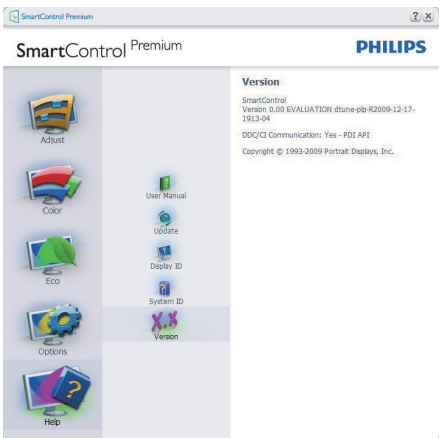 SmartControl Premium
SmartControl Premium
PHILIPS
Adjust
Color
Eco
Options
Help
User Manual
Update
Display ID
System ID
X.X
Version
Version
SmartControl
Version 0.00 EVALUATION dtune-plp-R2009-12-17-
1913-04
DDC/CI Communication: Yes - PDI API
Copyright © 1993-2009 Portrait Displays, Inc.